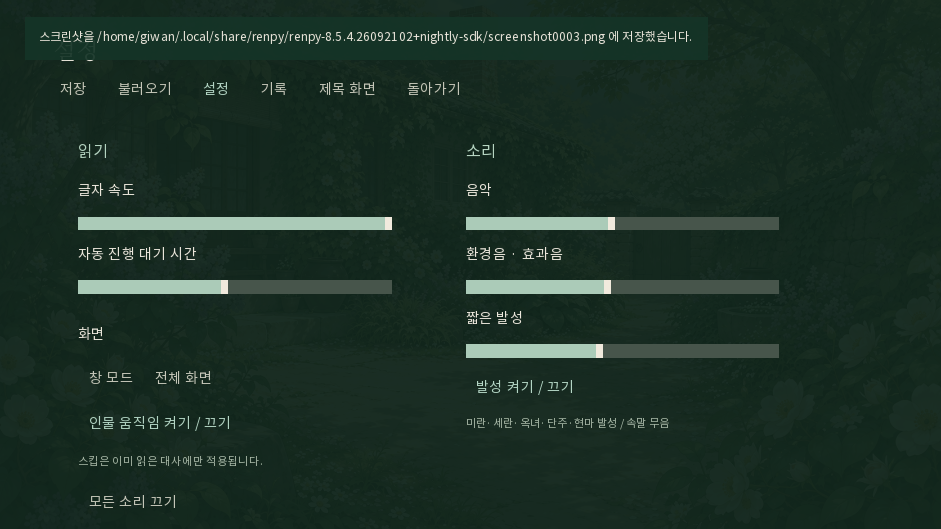 스크린샷을 /home/giwan/.local/share/renpy/renpy-8.5.4.26092102+nightly-sdk/screenshot0003.png 에 저장했습니다.
설정
저장 불러오기 설정 기록 제목 화면 돌아가기
읽기
글자 속도
자동 진행 대기 시간
화면
창 모드 전체 화면
인물 움직임 켜기 / 끄기
스킵은 이미 읽은 대사에만 적용됩니다.
모든 소리 끄기
소리
음악
환경음 · 효과음
짧은 발성
발성 켜기 / 끄기
미란 · 세란 · 옥녀 · 단주 · 현마 발성 / 속말 무음